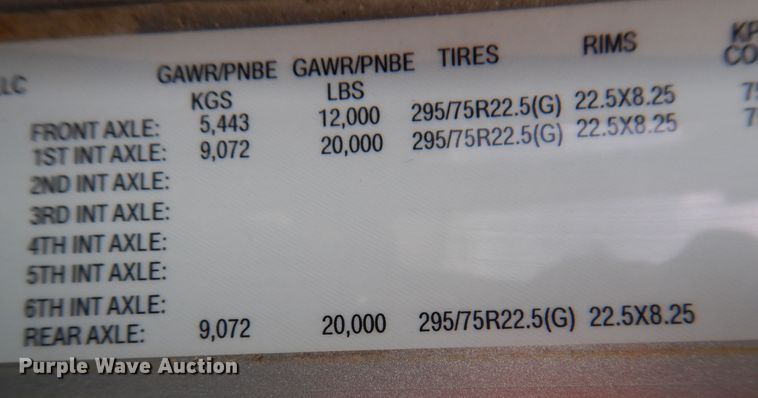 LC GAWR/PNBE GAWR/PNBE TIRES RIMS
KGS LBS
FRONT AXLE: 5,443 12,000 295/75R22.5(G) 22.5X8.25
1ST INT AXLE: 9,072 20,000 295/75R22.5(G) 22.5X8.25
2ND INT AXLE:
3RD INT AXLE:
4TH INT AXLE:
5TH INT AXLE:
6TH INT AXLE:
REAR AXLE: 9,072 20,000 295/75R22.5(G) 22.5X8.25
Purple Wave Auction